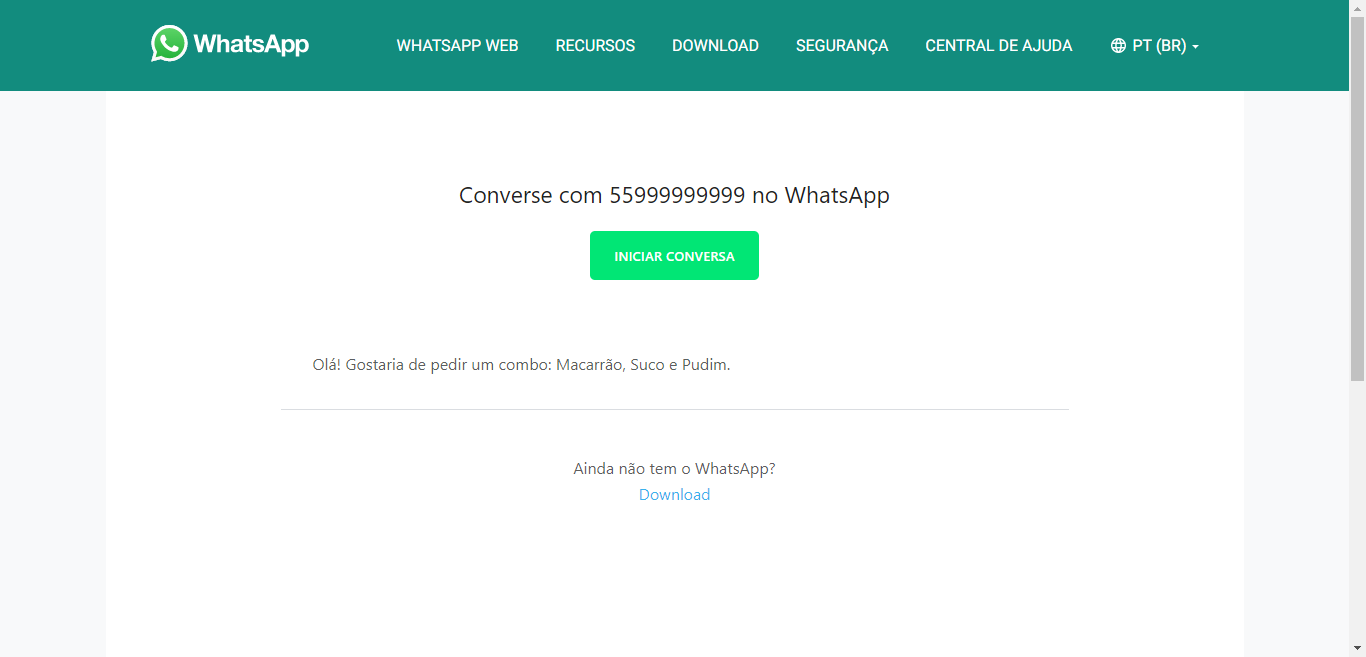 WhatsApp WHATSAPP WEB RECURSOS DOWNLOAD SEGURANÇA CENTRAL DE AJUDA PT (BR)
Converse com 55999999999 no WhatsApp
INICIAR CONVERSA
Olá! Gostaria de pedir um combo: Macarrão, Suco e Pudim.
Ainda não tem o WhatsApp?
Download